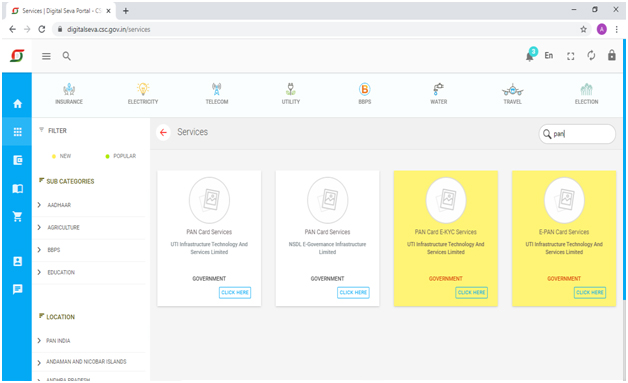 Services | Digital Seva Portal › CS
digitalseva.csc.gov.in/services
A
3
En
INSURANCE
ELECTRICITY
TELECOM
UTILITY
BBPS
WATER
TRAVEL
ELECTION
FILTER
NEW
POPULAR
SUB CATEGORIES
AADHAAR
AGRICULTURE
BBPS
EDUCATION
LOCATION
PAN INDIA
ANDAMAN AND NICOBAR ISLANDS
ANDHRA PRADESH
Services
pan
PAN Card Services
UTI Infrastructure Technology And
Services Limited
GOVERNMENT
CLICK HERE
PAN Card Services
NSDL E-Governance Infrastructure
Limited
GOVERNMENT
CLICK HERE
PAN Card E-KYC Services
UTI Infrastructure Technology And
Services Limited
GOVERNMENT
CLICK HERE
E-PAN Card Services
UTI Infrastructure Technology And
Services Limited
GOVERNMENT
CLICK HERE